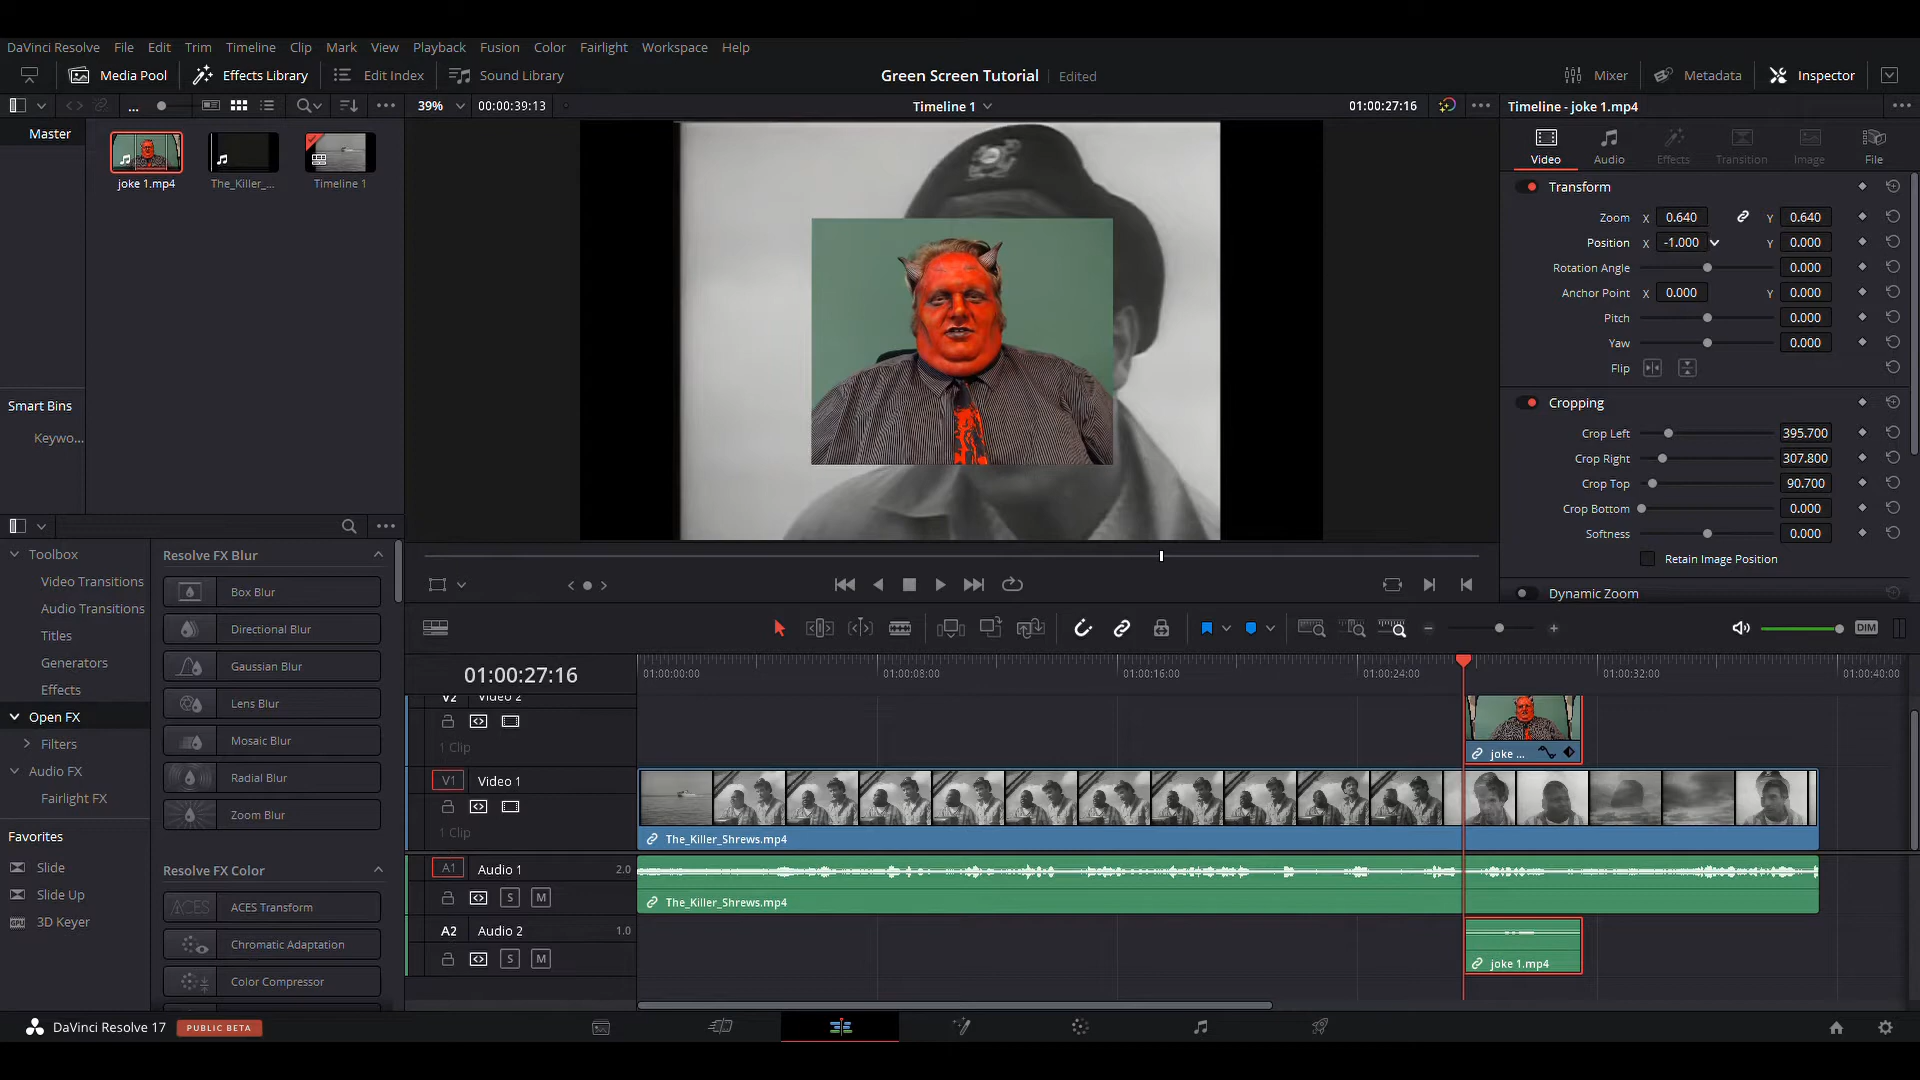 DaVinci Resolve File Edit Trim Timeline Clip Mark View Playback Fusion Color Fairlight Workspace Help
Media Pool Effects Library Edit Index Sound Library Green Screen Tutorial Edited Mixer Metadata Inspector
... 39% 00:00:39:13 Timeline 1 01:00:27:16 Timeline - joke 1.mp4
Master
joke 1.mp4 The_Killer_... Timeline 1
Video Audio Effects Transition Image File
Transform
Zoom X 0.640 Y 0.640
Position X -1.000 Y 0.000
Rotation Angle 0.000
Anchor Point X 0.000 Y 0.000
Pitch 0.000
Yaw 0.000
Flip
Cropping
Crop Left 395.700
Crop Right 307.800
Crop Top 90.700
Crop Bottom 0.000
Softness 0.000
Retain Image Position
Dynamic Zoom
Smart Bins
Keywo...
Toolbox
Video Transitions
Audio Transitions
Titles
Generators
Effects
Open FX
Filters
Audio FX
Fairlight FX
Favorites
Slide
Slide Up
3D Keyer
Resolve FX Blur
Box Blur
Directional Blur
Gaussian Blur
Lens Blur
Mosaic Blur
Radial Blur
Zoom Blur
Resolve FX Color
ACES Transform
Chromatic Adaptation
Color Compressor
DIM
01:00:27:16 01:00:00:00 01:00:08:00 01:00:16:00 01:00:24:00 01:00:32:00 01:00:40:00
V2 Video 2
1 Clip
joke ...
V1 Video 1
1 Clip
The_Killer_Shrews.mp4
A1 Audio 1 2.0
S M
The_Killer_Shrews.mp4
A2 Audio 2 1.0
S M
joke 1.mp4
DaVinci Resolve 17 PUBLIC BETA